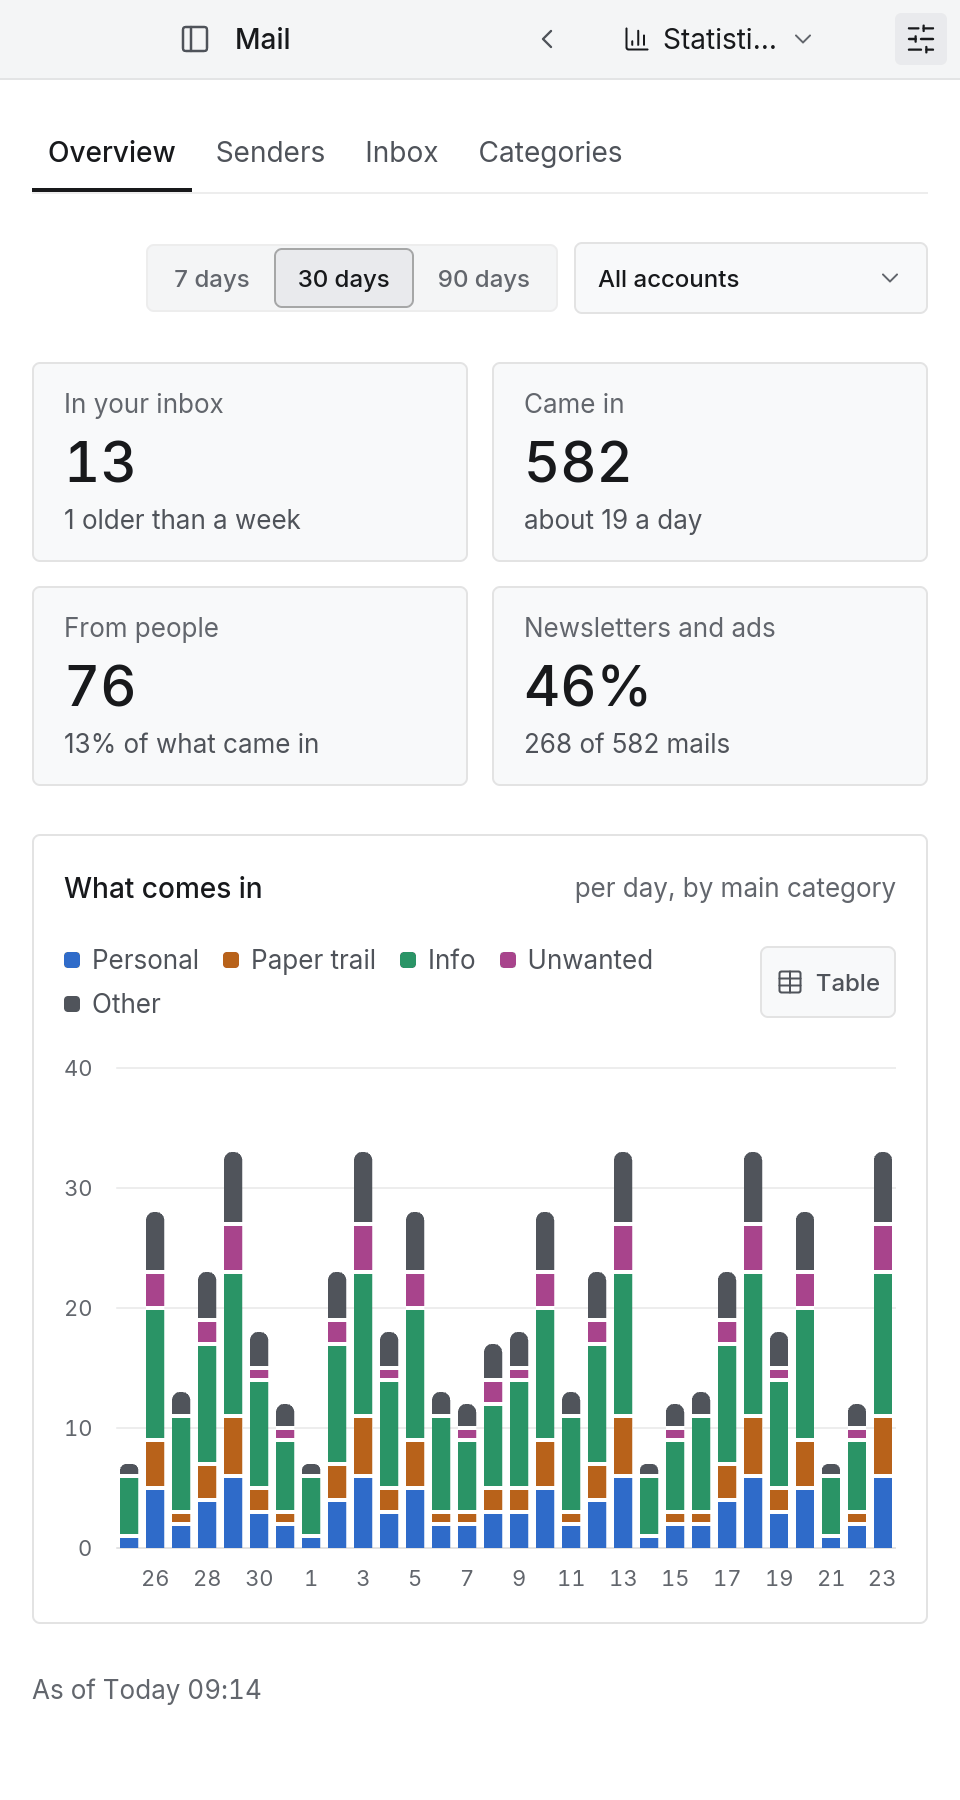 Mail
Statisti...
Overview Senders Inbox Categories
7 days 30 days 90 days All accounts
In your inbox
13
1 older than a week
Came in
582
about 19 a day
From people
76
13% of what came in
Newsletters and ads
46%
268 of 582 mails
What comes in
per day, by main category
Personal Paper trail Info Unwanted
Other
Table
40
30
20
10
0
26 28 30 1 3 5 7 9 11 13 15 17 19 21 23
As of Today 09:14